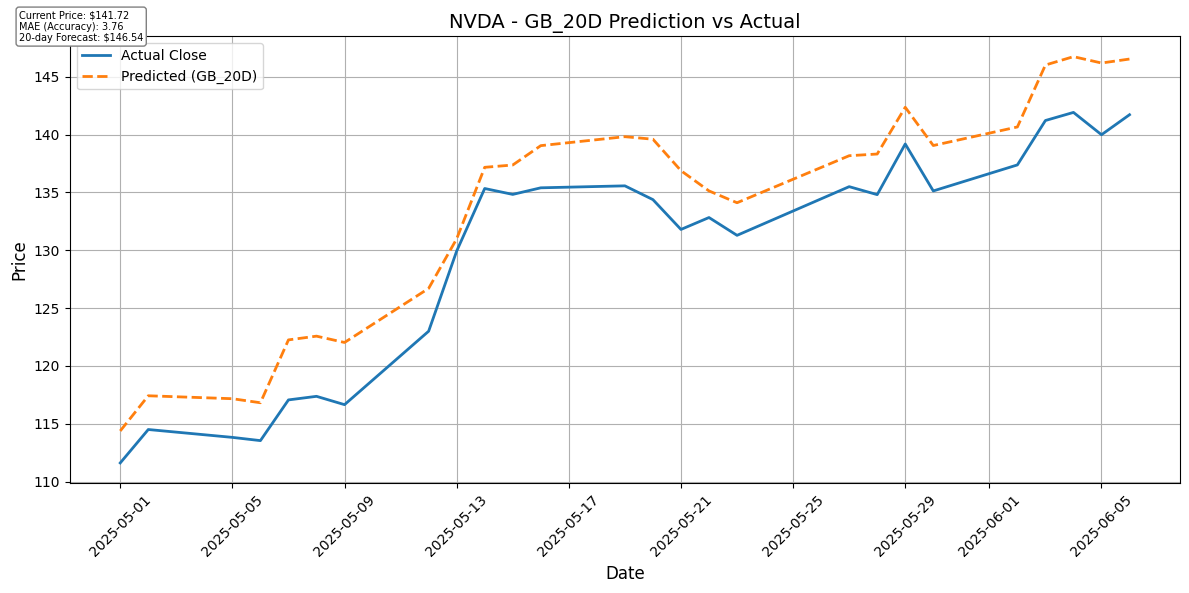 NVDA - GB_20D Prediction vs Actual
Current Price: $141.72
MAE (Accuracy): 3.76
20-day Forecast: $146.54
Actual Close
Predicted (GB_20D)
Price
145
140
135
130
125
120
115
110
2025-05-01
2025-05-05
2025-05-09
2025-05-13
2025-05-17
2025-05-21
2025-05-25
2025-05-29
2025-06-01
2025-06-05
Date